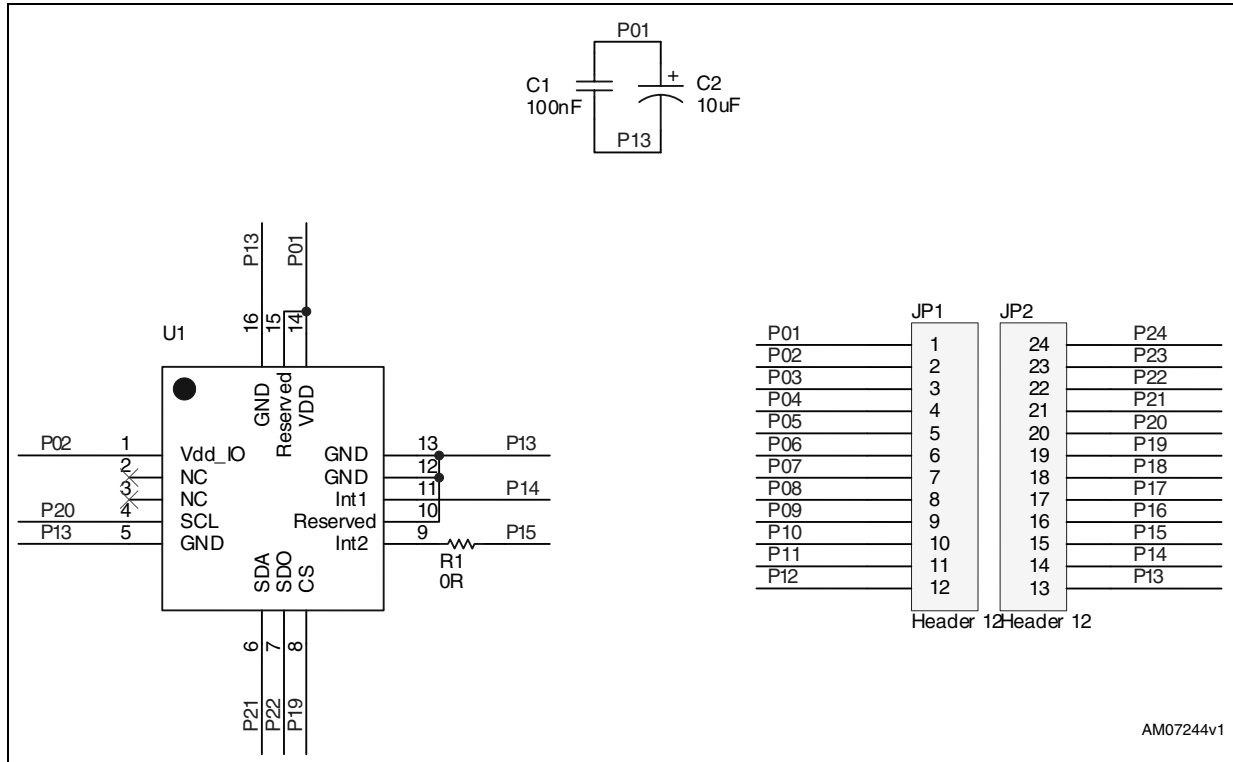 P01
C1
100nF
+
C2
10uF
P13
P13
P01
16
15
14
U1
GND
Reserved
VDD
P02
1
Vdd_IO
2
NC
3
NC
P20
4
SCL
P13
5
GND
GND
13
P13
GND
12
Int1
11
P14
Reserved
10
Int2
9
P15
R1
0R
SDA
SDO
CS
6
7
8
P21
P22
P19
JP1
P01 1
P02 2
P03 3
P04 4
P05 5
P06 6
P07 7
P08 8
P09 9
P10 10
P11 11
P12 12
Header 12
JP2
24 P24
23 P23
22 P22
21 P21
20 P20
19 P19
18 P18
17 P17
16 P16
15 P15
14 P14
13 P13
Header 12
AM07244v1